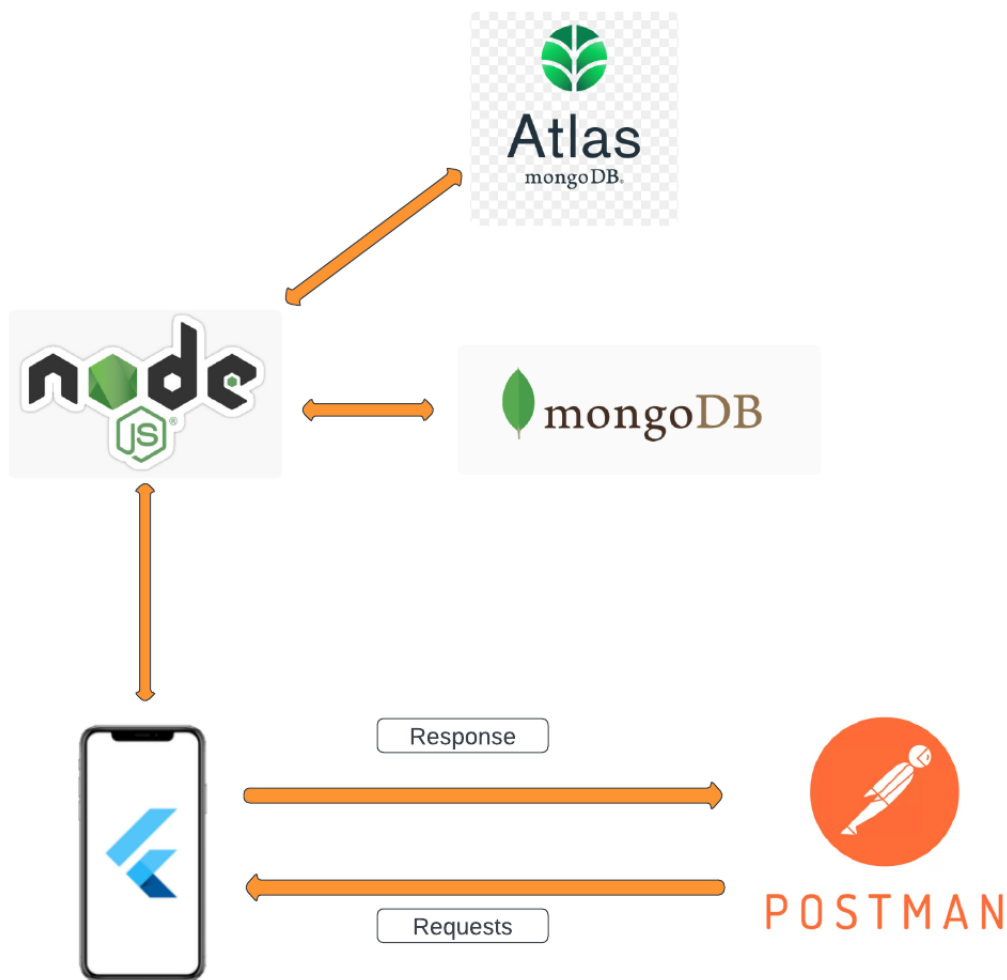 Atlas
mongoDB®
node
JS®
mongoDB
Response
Requests
POSTMAN